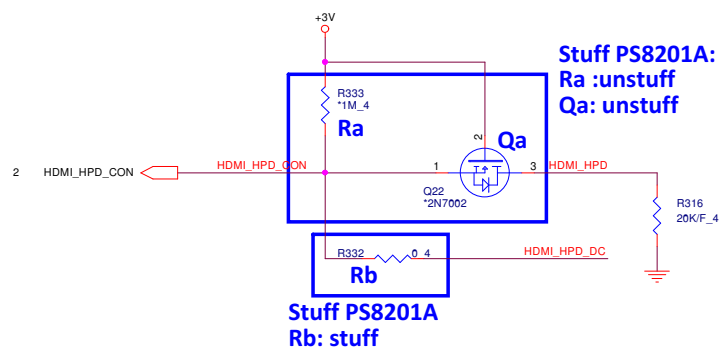 +3V
Stuff PS8201A:
Ra :unstuff
Qa: unstuff
R333
*1M_4
Ra
Qa
2
2 HDMI_HPD_CON
HDMI_HPD_CON
1
3
HDMI_HPD
Q22
*2N7002
R316
20K/F_4
R332
0_4
HDMI_HPD_DC
Rb
Stuff PS8201A
Rb: stuff